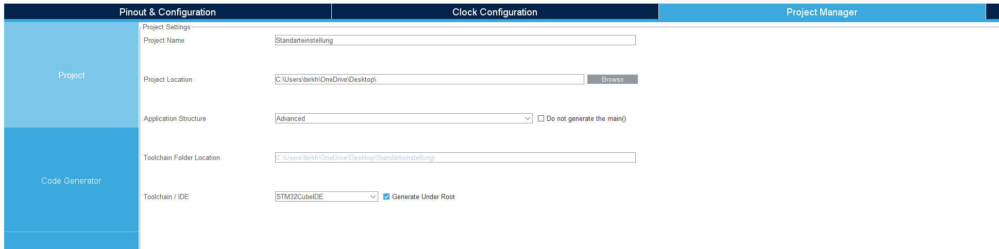 Pinout & Configuration
Clock Configuration
Project Manager
Project Settings
Project Name
Standarteinstellung
Project
Project Location
C:\Users\birkh\OneDrive\Desktop\
Browse
Application Structure
Advanced
Do not generate the main()
Toolchain Folder Location
C:\Users\birkh\OneDrive\Desktop\Standarteinstellung\
Code Generator
Toolchain / IDE
STM32CubeIDE
Generate Under Root